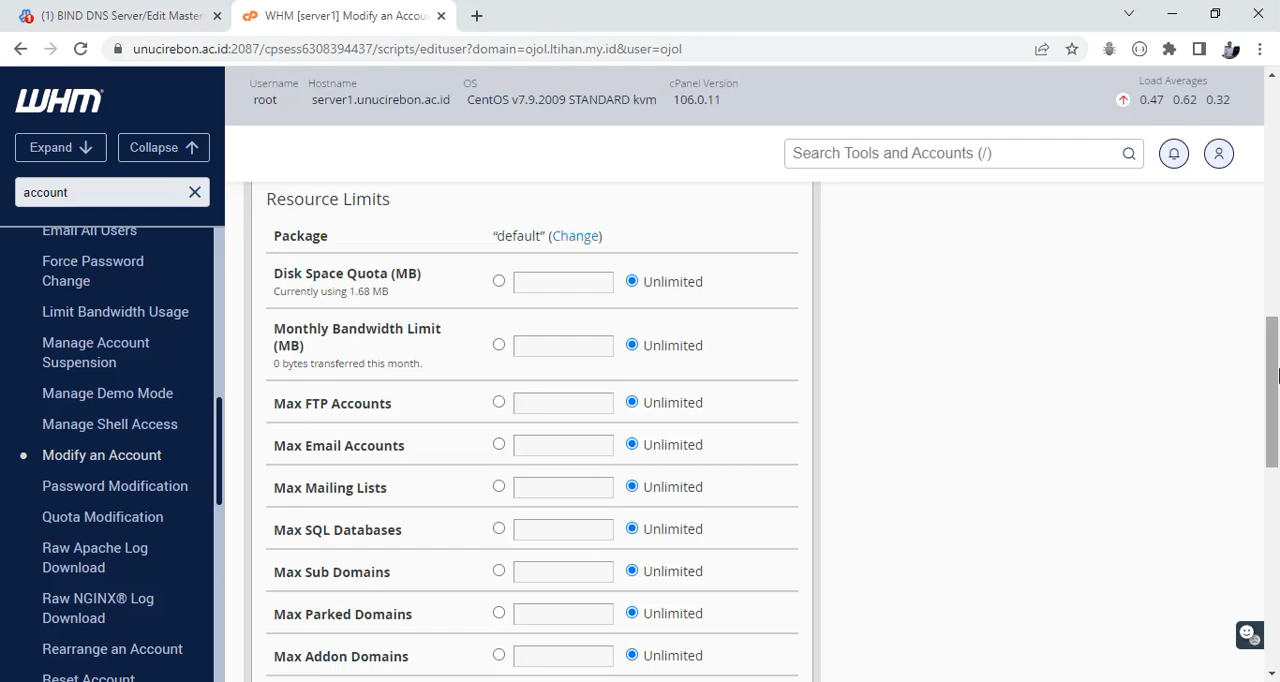 (1) BIND DNS Server/Edit Master
WHM [server1] Modify an Accou
unucirebon.ac.id:2087/cpsess6308394437/scripts/edituser?domain=ojol.ltihan.my.id&user=ojol
WHM
Username Hostname OS cPanel Version Load Averages
root server1.unucirebon.ac.id CentOS v7.9.2009 STANDARD kvm 106.0.11 0.47 0.62 0.32
Expand
Collapse
Search Tools and Accounts (/)
account
Email All Users
Force Password
Change
Limit Bandwidth Usage
Manage Account
Suspension
Manage Demo Mode
Manage Shell Access
Modify an Account
Password Modification
Quota Modification
Raw Apache Log
Download
Raw NGINX® Log
Download
Rearrange an Account
Reset Account
Resource Limits
Package “default” (Change)
Disk Space Quota (MB) Unlimited
Currently using 1.68 MB
Monthly Bandwidth Limit
(MB) Unlimited
0 bytes transferred this month.
Max FTP Accounts Unlimited
Max Email Accounts Unlimited
Max Mailing Lists Unlimited
Max SQL Databases Unlimited
Max Sub Domains Unlimited
Max Parked Domains Unlimited
Max Addon Domains Unlimited